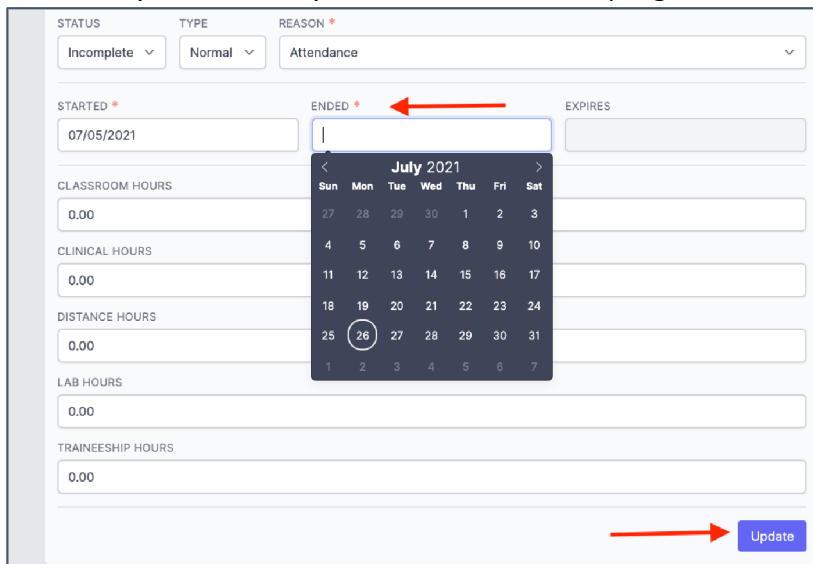 STATUS TYPE REASON *
Incomplete Normal Attendance
STARTED * ENDED * EXPIRES
07/05/2021
July 2021
Sun Mon Tue Wed Thu Fri Sat
27 28 29 30 1 2 3
4 5 6 7 8 9 10
11 12 13 14 15 16 17
18 19 20 21 22 23 24
25 26 27 28 29 30 31
1 2 3 4 5 6 7
CLASSROOM HOURS
0.00
CLINICAL HOURS
0.00
DISTANCE HOURS
0.00
LAB HOURS
0.00
TRAINEESHIP HOURS
0.00
Update